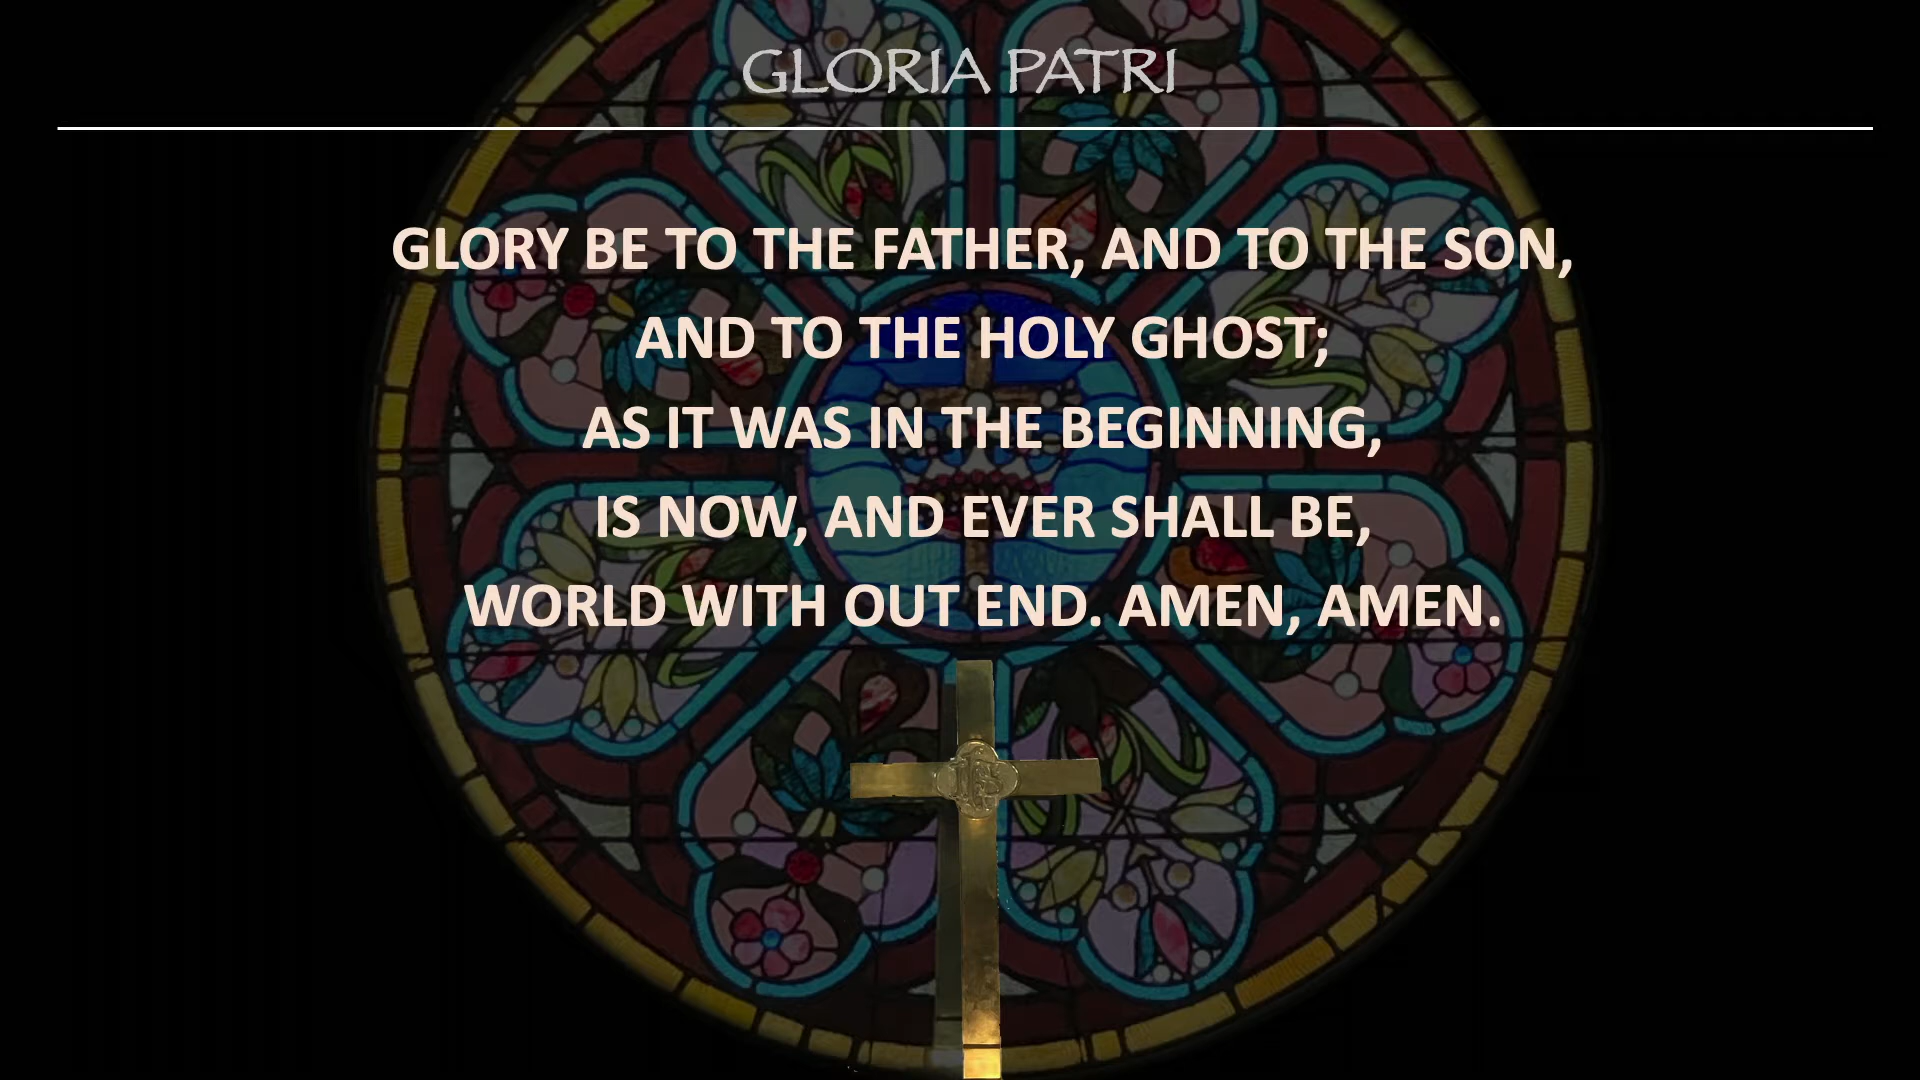 GLORIA PATRI
GLORY BE TO THE FATHER, AND TO THE SON,
AND TO THE HOLY GHOST;
AS IT WAS IN THE BEGINNING,
IS NOW, AND EVER SHALL BE,
WORLD WITH OUT END. AMEN, AMEN.
IHS